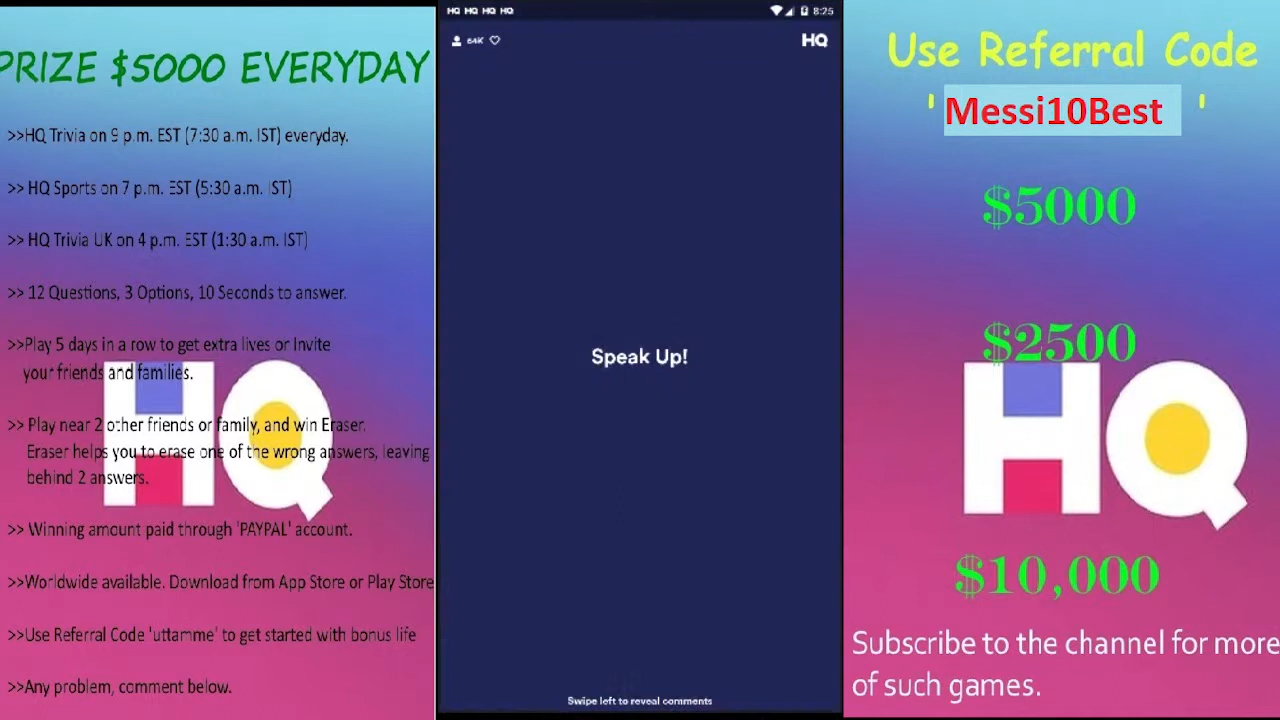 PRIZE $5000 EVERYDAY
>>HQ Trivia on 9 p.m. EST (7:30 a.m. IST) everyday.
>> HQ Sports on 7 p.m. EST (5:30 a.m. IST)
>> HQ Trivia UK on 4 p.m. EST (1:30 a.m. IST)
>> 12 Questions, 3 Options, 10 Seconds to answer.
>>Play 5 days in a row to get extra lives or Invite
your friends and families.
>> Play near 2 other friends or family, and win Eraser.
Eraser helps you to erase one of the wrong answers, leaving
behind 2 answers.
>> Winning amount paid through 'PAYPAL' account.
>>Worldwide available. Download from App Store or Play Store
>>Use Referral Code 'uttamme' to get started with bonus life
>>Any problem, comment below.
HQ
HQ HQ HQ HQ 8:25
64K HQ
Speak Up!
Swipe left to reveal comments
Use Referral Code
' Messi10Best '
$5000
$2500
HQ
$10,000
Subscribe to the channel for more
of such games.